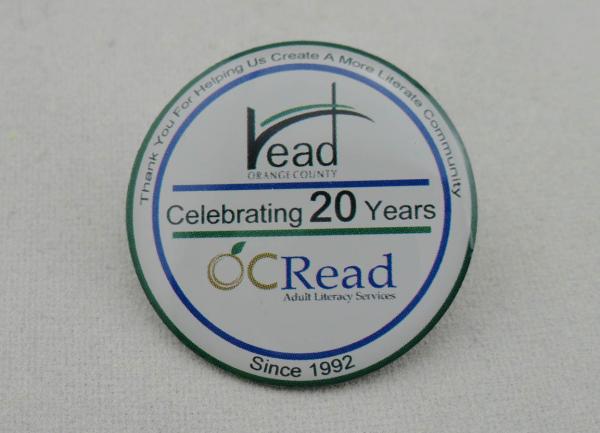 Thank You For Helping Us Create A More Literate Community
read
ORANGE COUNTY
Celebrating 20 Years
OCRead
Adult Literacy Services
Since 1992